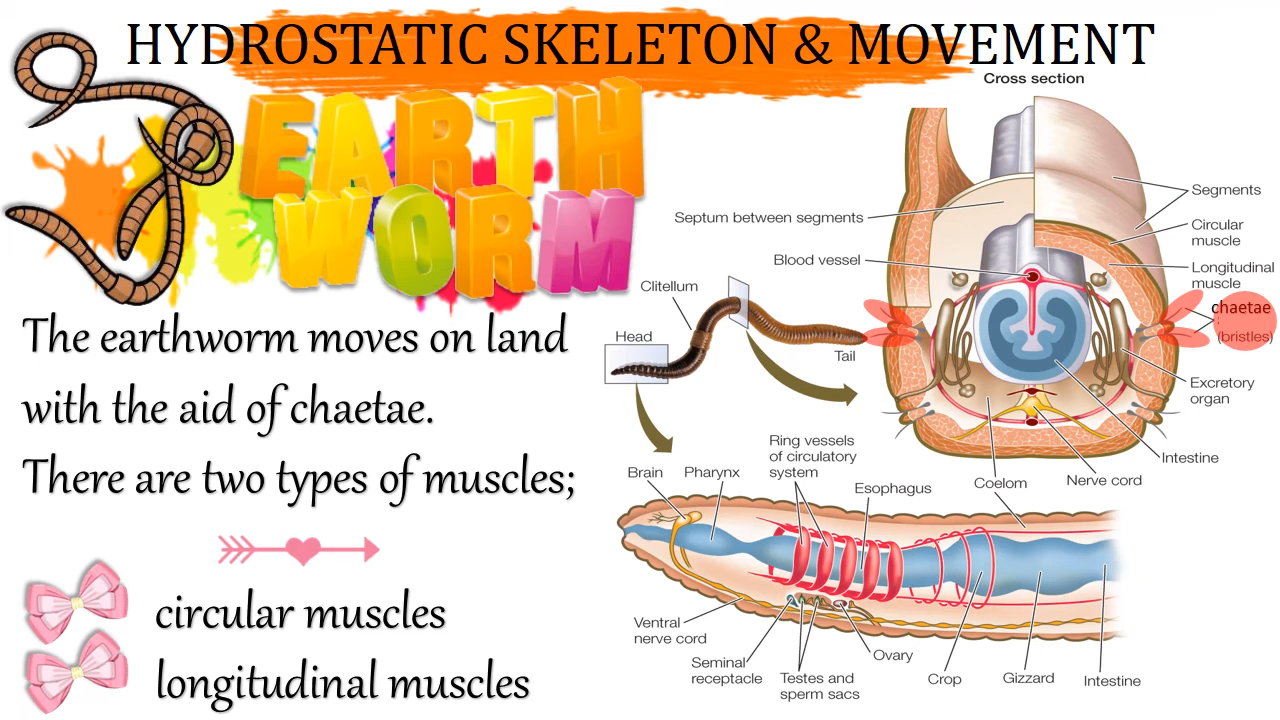 HYDROSTATIC SKELETON & MOVEMENT
EARTH
WORM
The earthworm moves on land
with the aid of chaetae.
There are two types of muscles;
circular muscles
longitudinal muscles
Cross section
Segments
Septum between segments
Circular
muscle
Blood vessel
Longitudinal
muscle
Clitellum
chaetae
(bristles)
Head
Tail
Excretory
organ
Intestine
Nerve cord
Coelom
Ring vessels
of circulatory
system
Brain
Pharynx
Esophagus
Ventral
nerve cord
Seminal
receptacle
Testes and
sperm sacs
Ovary
Crop
Gizzard
Intestine